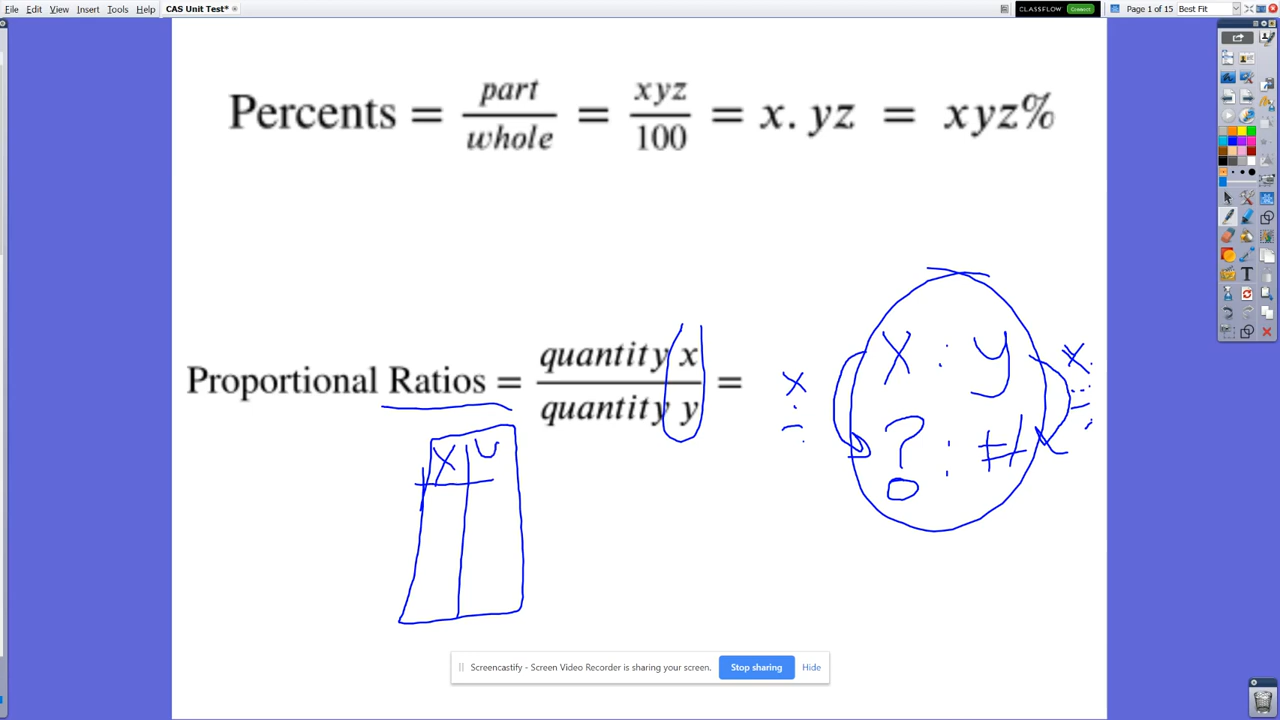 File Edit View Insert Tools Help CLASSFLOW Connect Page 1 of 15 Best Fit
CAS Unit Test*
Percents = part/whole = xyz/100 = x.yz = xyz%
Proportional Ratios = quantity x/quantity y =
X : y
? : #
x ÷
x ÷
X y
Screencastify - Screen Video Recorder is sharing your screen. Stop sharing Hide